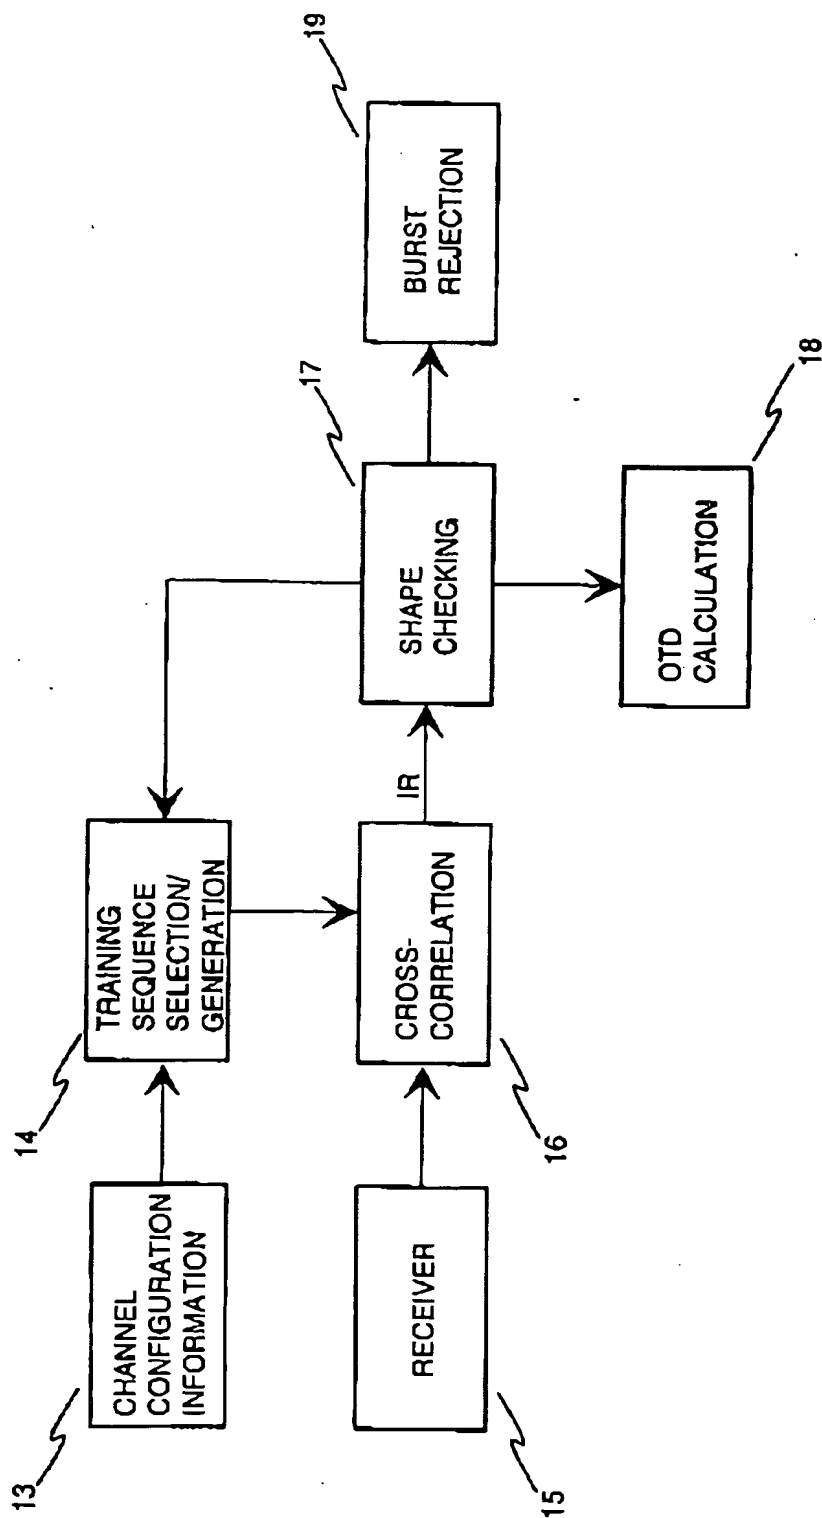 13
CHANNEL
CONFIGURATION
INFORMATION
14
TRAINING
SEQUENCE
SELECTION/
GENERATION
15
RECEIVER
16
CROSS-
CORRELATION
IR
17
SHAPE
CHECKING
19
BURST
REJECTION
18
OTD
CALCULATION